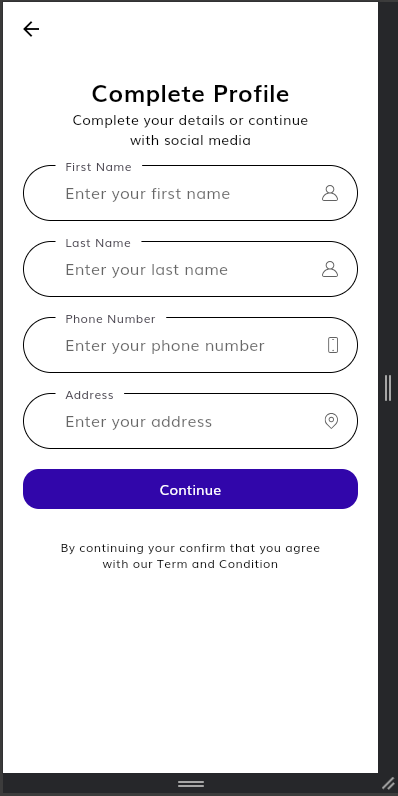 Complete Profile
Complete your details or continue
with social media
First Name
Enter your first name
Last Name
Enter your last name
Phone Number
Enter your phone number
Address
Enter your address
Continue
By continuing your confirm that you agree
with our Term and Condition